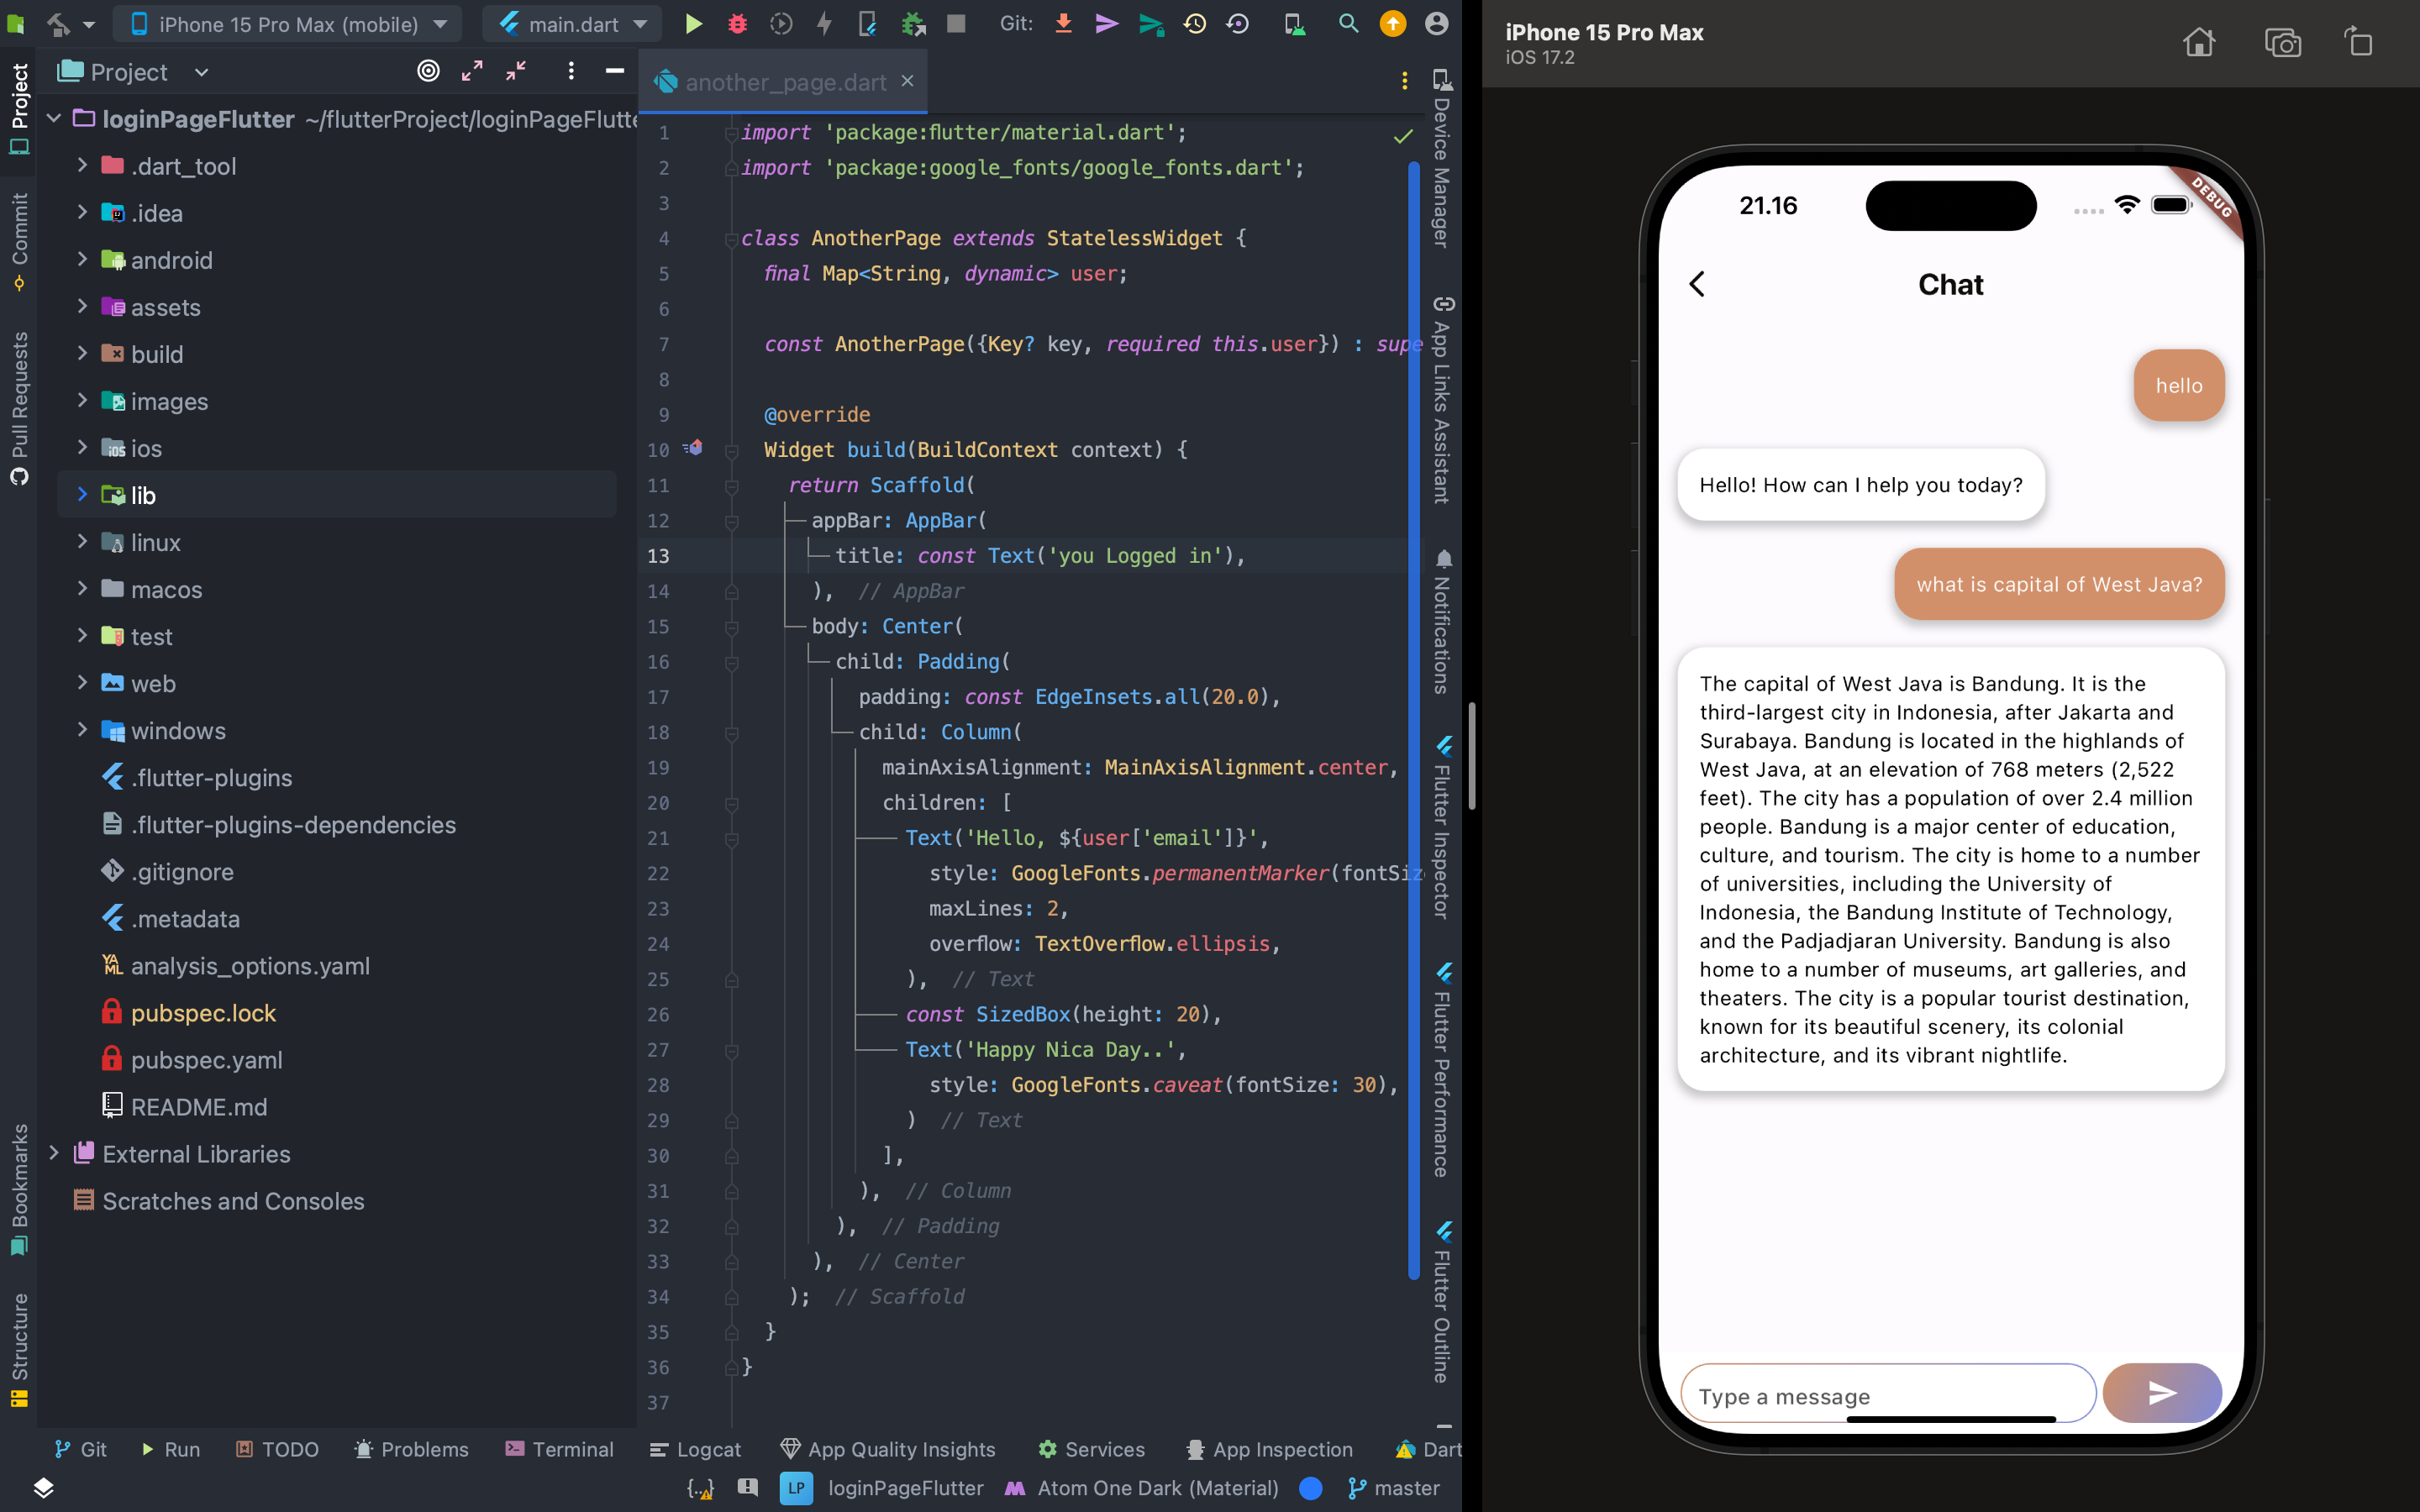 iPhone 15 Pro Max (mobile)
main.dart
Git:
Project
another_page.dart
loginPageFlutter ~/flutterProject/loginPageFlutte
.dart_tool
.idea
android
assets
build
images
ios
lib
linux
macos
test
web
windows
.flutter-plugins
.flutter-plugins-dependencies
.gitignore
.metadata
analysis_options.yaml
pubspec.lock
pubspec.yaml
README.md
External Libraries
Scratches and Consoles
Project
Commit
Pull Requests
Bookmarks
Structure
1 import 'package:flutter/material.dart';
2 import 'package:google_fonts/google_fonts.dart';
3
4 class AnotherPage extends StatelessWidget {
5 final Map<String, dynamic> user;
6
7 const AnotherPage({Key? key, required this.user}) : supe
8
9 @override
10 Widget build(BuildContext context) {
11 return Scaffold(
12 appBar: AppBar(
13 title: const Text('you Logged in'),
14 ), // AppBar
15 body: Center(
16 child: Padding(
17 padding: const EdgeInsets.all(20.0),
18 child: Column(
19 mainAxisAlignment: MainAxisAlignment.center,
20 children: [
21 Text('Hello, ${user['email']}',
22 style: GoogleFonts.permanentMarker(fontSiz
23 maxLines: 2,
24 overflow: TextOverflow.ellipsis,
25 ), // Text
26 const SizedBox(height: 20),
27 Text('Happy Nica Day..',
28 style: GoogleFonts.caveat(fontSize: 30),
29 ) // Text
30 ],
31 ), // Column
32 ), // Padding
33 ), // Center
34 ); // Scaffold
35 }
36 }
37
Device Manager
App Links Assistant
Notifications
Flutter Inspector
Flutter Performance
Flutter Outline
Git
Run
TODO
Problems
Terminal
Logcat
App Quality Insights
Services
App Inspection
Dart
LP
loginPageFlutter
Atom One Dark (Material)
master
iPhone 15 Pro Max
iOS 17.2
21.16
DEBUG
Chat
hello
Hello! How can I help you today?
what is capital of West Java?
The capital of West Java is Bandung. It is the
third-largest city in Indonesia, after Jakarta and
Surabaya. Bandung is located in the highlands of
West Java, at an elevation of 768 meters (2,522
feet). The city has a population of over 2.4 million
people. Bandung is a major center of education,
culture, and tourism. The city is home to a number
of universities, including the University of
Indonesia, the Bandung Institute of Technology,
and the Padjadjaran University. Bandung is also
home to a number of museums, art galleries, and
theaters. The city is a popular tourist destination,
known for its beautiful scenery, its colonial
architecture, and its vibrant nightlife.
Type a message